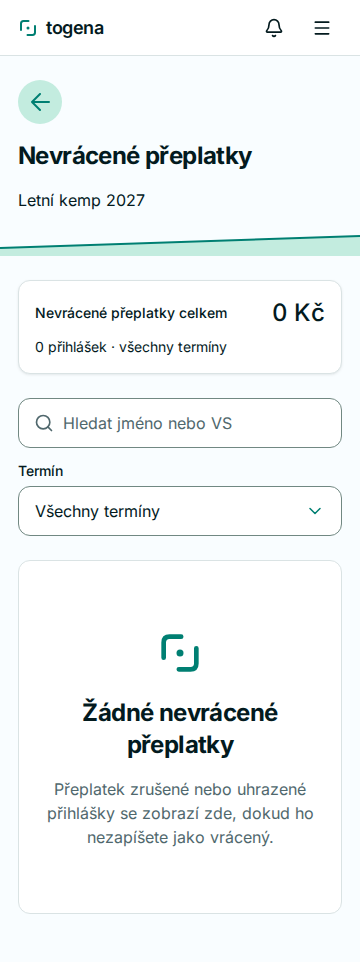 togena
Nevrácené přeplatky
Letní kemp 2027
Nevrácené přeplatky celkem
0 Kč
0 přihlášek · všechny termíny
Hledat jméno nebo VS
Termín
Všechny termíny
Žádné nevrácené
přeplatky
Přeplatek zrušené nebo uhrazené
přihlášky se zobrazí zde, dokud ho
nezapíšete jako vrácený.